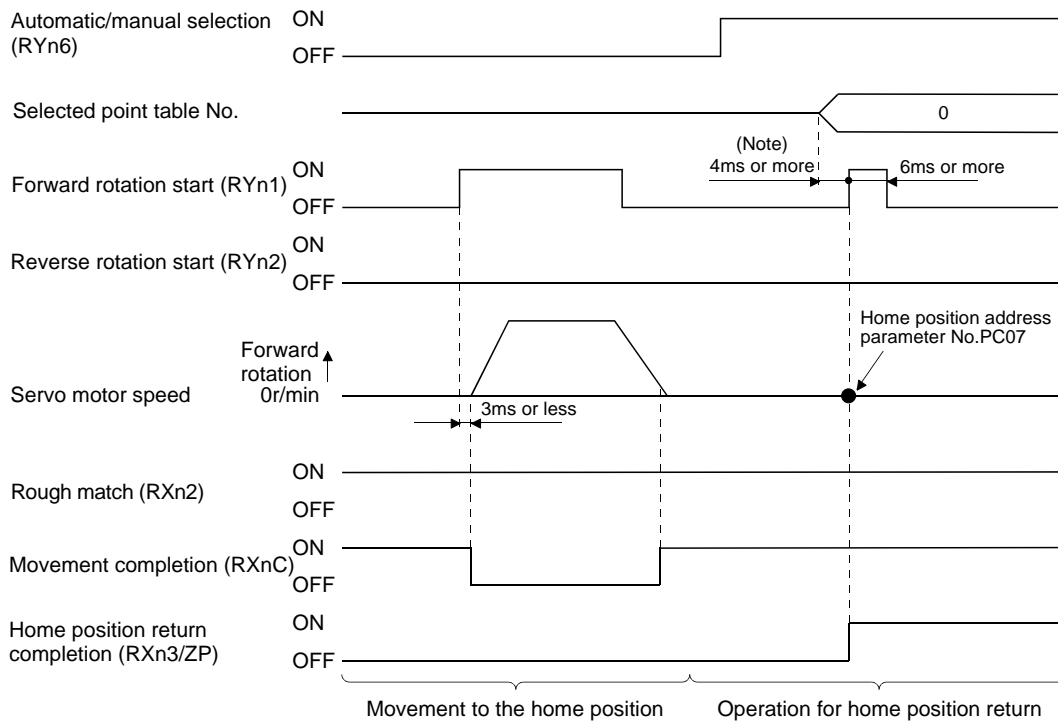 Automatic/manual selection
(RYn6)
ON
OFF
Selected point table No.
0
(Note)
4ms or more
6ms or more
Forward rotation start (RYn1)
ON
OFF
Reverse rotation start (RYn2)
ON
OFF
Home position address
parameter No.PC07
Forward
rotation
Servo motor speed
0r/min
3ms or less
Rough match (RXn2)
ON
OFF
Movement completion (RXnC)
ON
OFF
Home position return
completion (RXn3/ZP)
ON
OFF
Movement to the home position
Operation for home position return